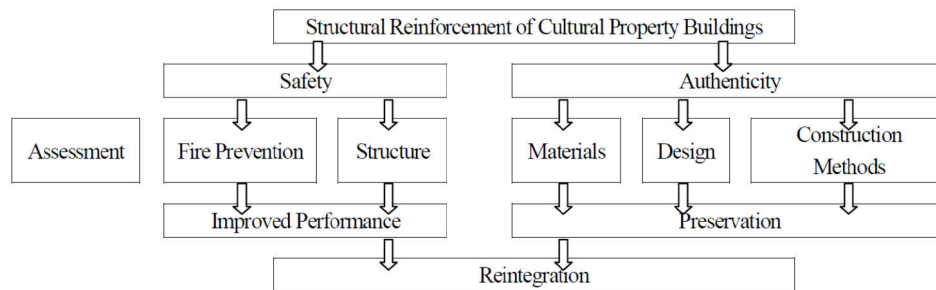 Structural Reinforcement of Cultural Property Buildings
Safety
Authenticity
Assessment
Fire Prevention
Structure
Materials
Design
Construction
Methods
Improved Performance
Preservation
Reintegration